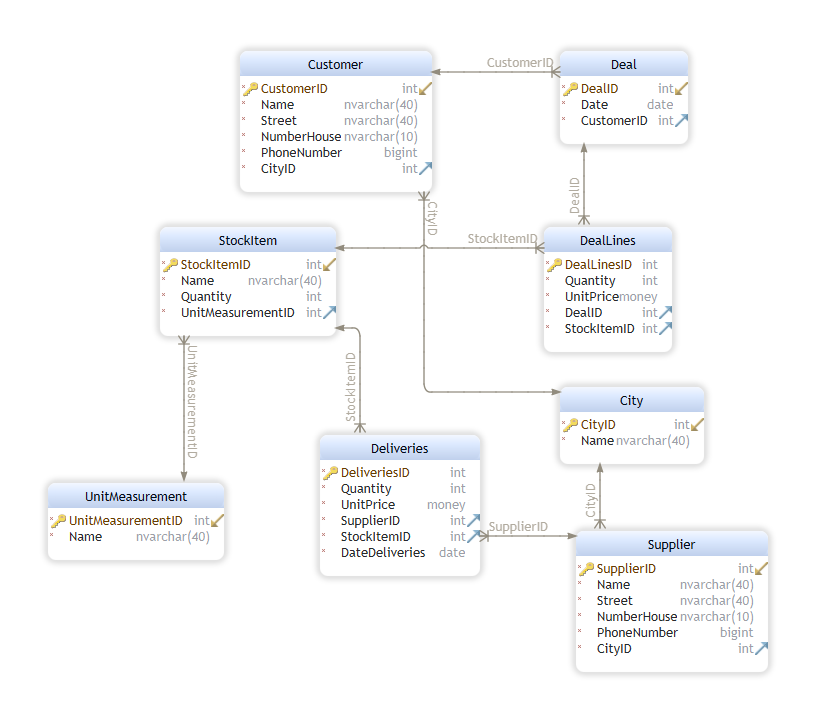 Customer
CustomerID int
Name nvarchar(40)
Street nvarchar(40)
NumberHouse nvarchar(10)
PhoneNumber bigint
CityID int
CustomerID
Deal
DealID int
Date date
CustomerID int
CityID
DealID
StockItem
StockItemID int
Name nvarchar(40)
Quantity int
UnitMeasurementID int
StockItemID
DealLines
DealLinesID int
Quantity int
UnitPrice money
DealID int
StockItemID int
UnitMeasurementID
StockItemID
City
CityID int
Name nvarchar(40)
Deliveries
DeliveriesID int
Quantity int
UnitPrice money
SupplierID int
StockItemID int
DateDeliveries date
UnitMeasurement
UnitMeasurementID int
Name nvarchar(40)
CityID
SupplierID
Supplier
SupplierID int
Name nvarchar(40)
Street nvarchar(40)
NumberHouse nvarchar(10)
PhoneNumber bigint
CityID int